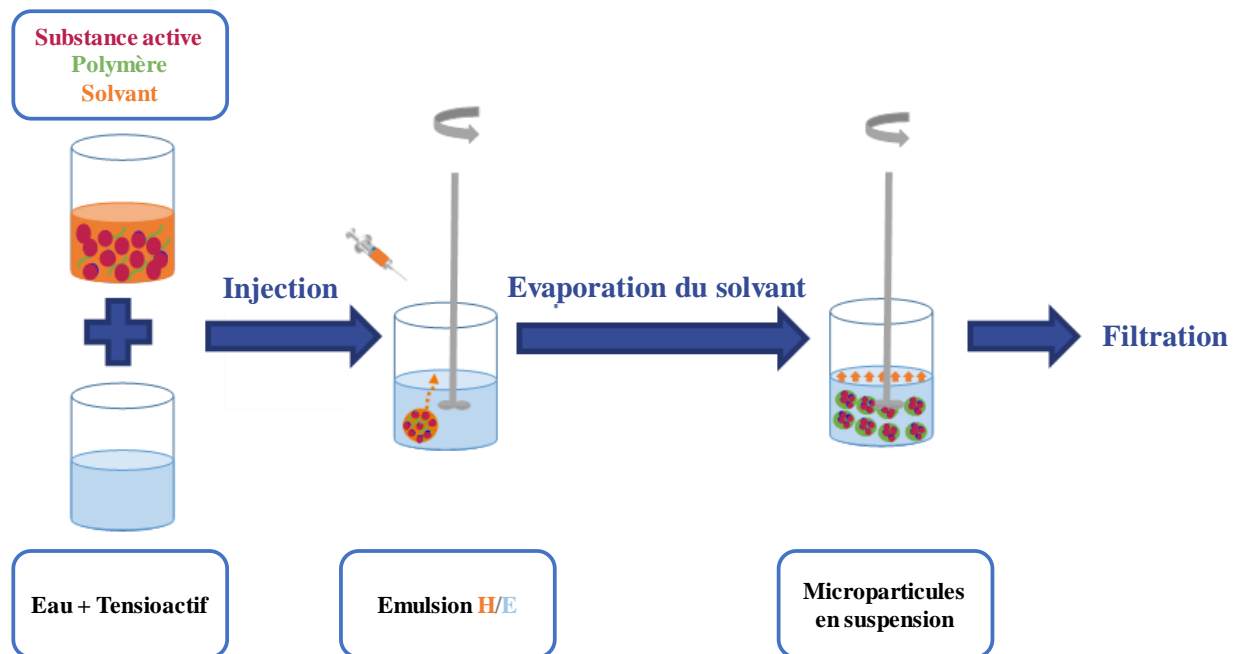 Substance active
Polymère
Solvant
Injection
Evaporation du solvant
Filtration
Eau + Tensioactif
Emulsion H/E
Microparticules
en suspension